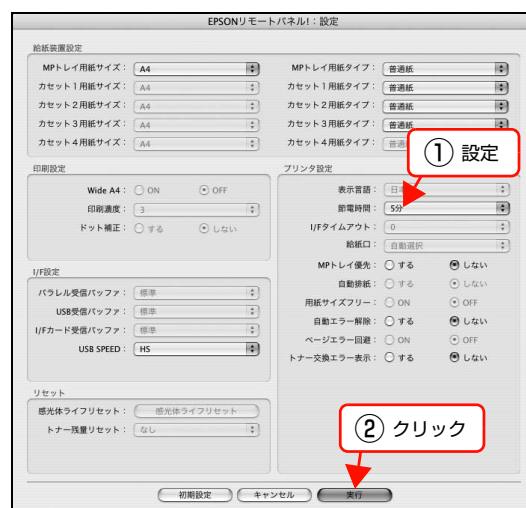 EPSONリモートパネル!:設定
給紙装置設定
MPトレイ用紙サイズ: A4
MPトレイ用紙タイプ: 普通紙
カセット1用紙サイズ: A4
カセット1用紙タイプ: 普通紙
カセット2用紙サイズ: A4
カセット2用紙タイプ: 普通紙
カセット3用紙サイズ: A4
カセット3用紙タイプ: 普通紙
カセット4用紙サイズ: A4
カセット4用紙タイプ:
① 設定
印刷設定
Wide A4: ON OFF
印刷濃度: 3
ドット補正: する しない
プリンタ設定
表示言語:
節電時間: 5分
I/Fタイムアウト: 0
給紙口: 自動選択
MPトレイ優先: する しない
自動排紙: する しない
用紙サイズフリー: ON OFF
自動エラー解除: する しない
ページエラー回避: ON OFF
トナー交換エラー表示: する しない
I/F設定
パラレル受信バッファ: 標準
USB受信バッファ: 標準
I/Fカード受信バッファ: 標準
USB SPEED: HS
リセット
感光体ライフリセット: 感光体ライフリセット
トナー残量リセット: なし
② クリック
初期設定 キャンセル 実行